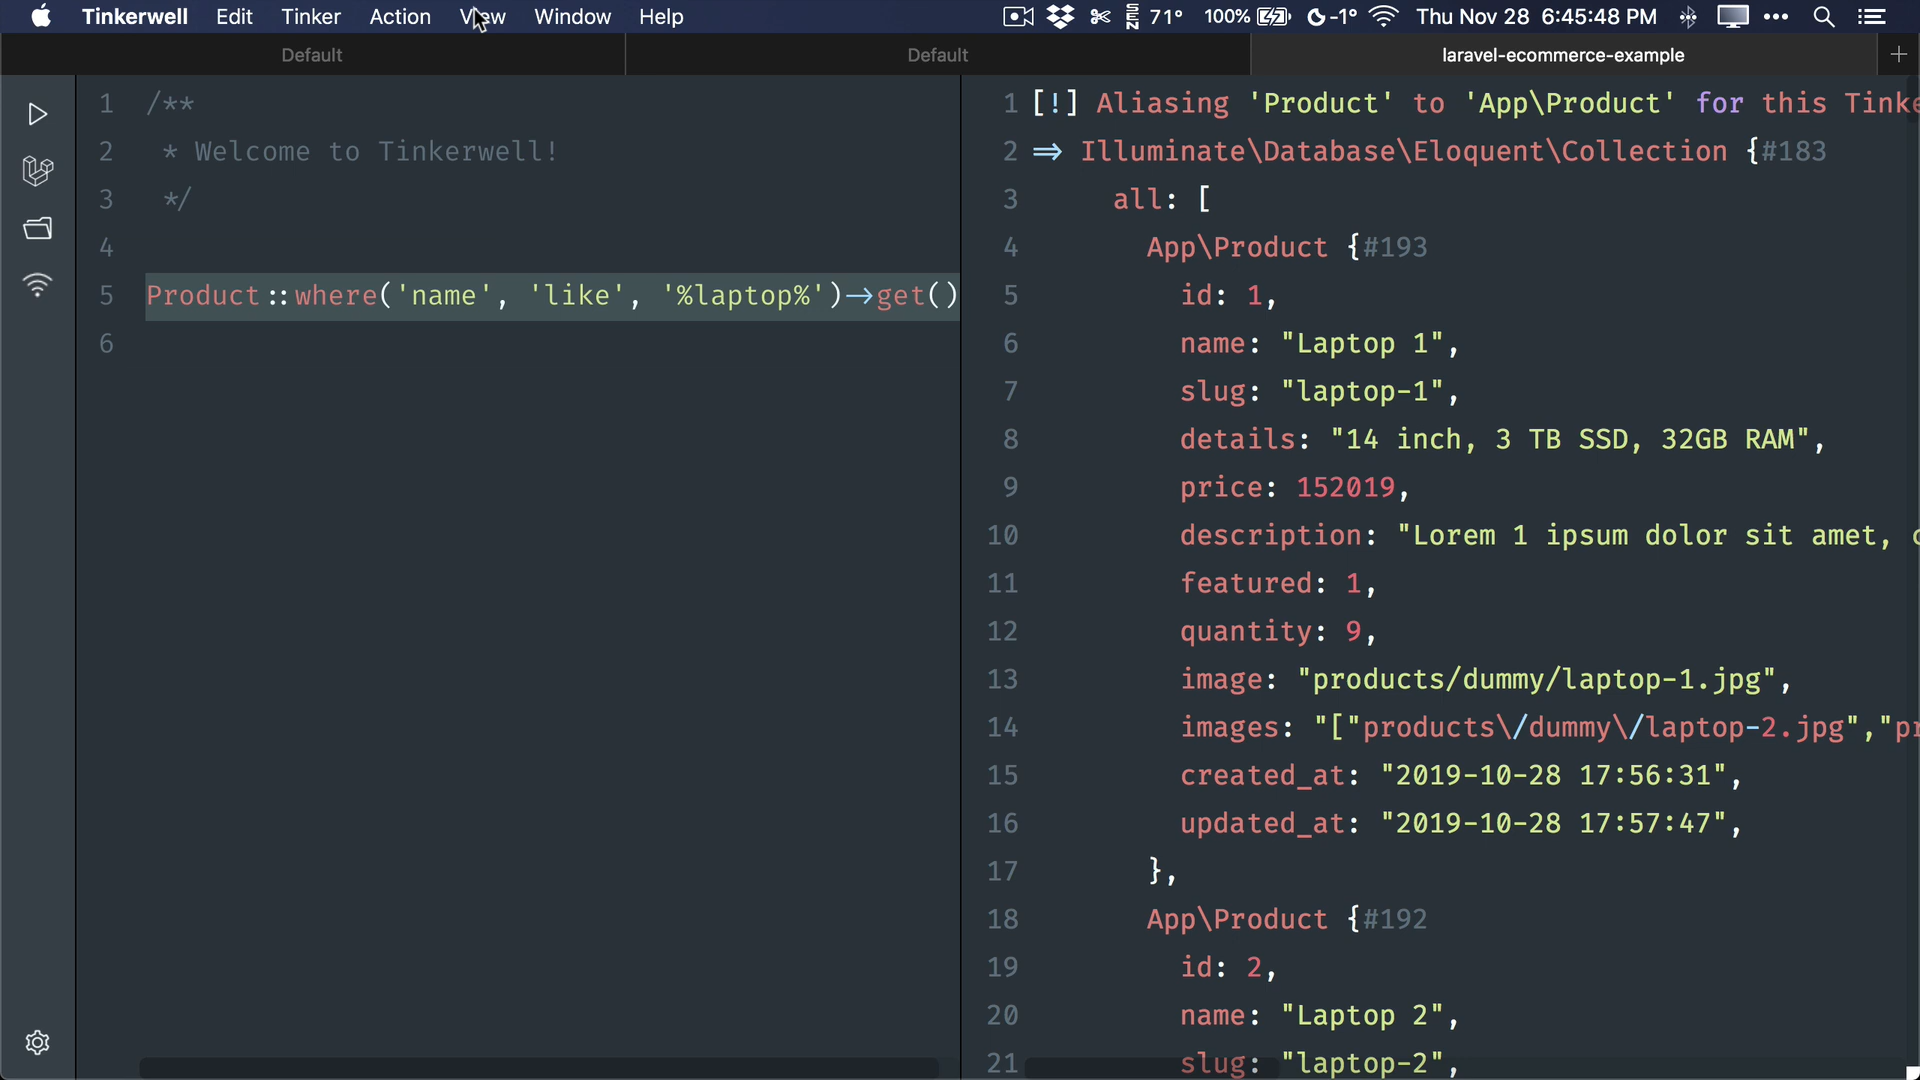 Tinkerwell Edit Tinker Action View Window Help 71° 100% -1° Thu Nov 28 6:45:48 PM
Default Default laravel-ecommerce-example
1 /**
2 * Welcome to Tinkerwell!
3 */
4
5 Product::where('name', 'like', '%laptop%')->get()
6
1 [!] Aliasing 'Product' to 'App\Product' for this
2 ⇒ Illuminate\Database\Eloquent\Collection {#183
3 all: [
4 App\Product {#193
5 id: 1,
6 name: "Laptop 1",
7 slug: "laptop-1",
8 details: "14 inch, 3 TB SSD, 32GB RAM",
9 price: 152019,
10 description: "Lorem 1 ipsum dolor sit amet,
11 featured: 1,
12 quantity: 9,
13 image: "products/dummy/laptop-1.jpg",
14 images: "["products\/dummy\/laptop-2.jpg","pr
15 created_at: "2019-10-28 17:56:31",
16 updated_at: "2019-10-28 17:57:47",
17 },
18 App\Product {#192
19 id: 2,
20 name: "Laptop 2",
21 slug: "laptop-2",